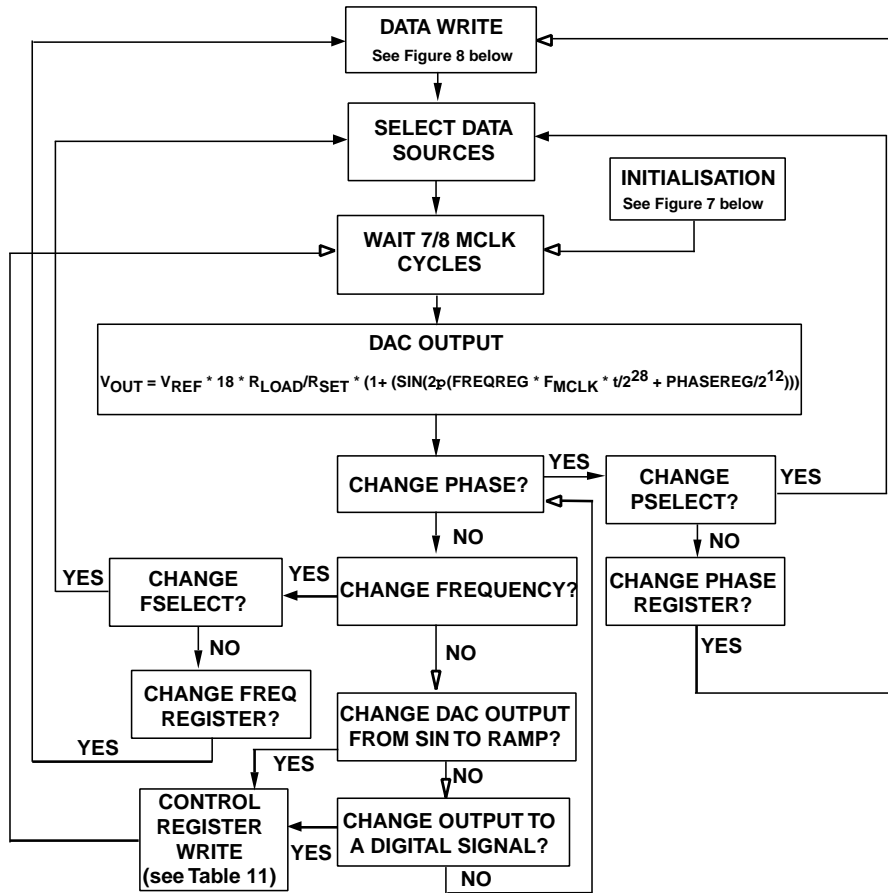 DATA WRITE
See Figure 8 below
SELECT DATA
SOURCES
INITIALISATION
See Figure 7 below
WAIT 7/8 MCLK
CYCLES
DAC OUTPUT
VOUT = VREF * 18 * RLOAD/RSET * (1+ (SIN(2p(FREQREG * FMCLK * t/2^28 + PHASEREG/2^12)))
CHANGE PHASE?
YES
CHANGE
PSELECT?
YES
NO
NO
YES
CHANGE
FSELECT?
YES
CHANGE FREQUENCY?
CHANGE PHASE
REGISTER?
YES
NO
NO
CHANGE FREQ
REGISTER?
YES
CHANGE DAC OUTPUT
FROM SIN TO RAMP?
YES
NO
CONTROL
REGISTER
WRITE
(see Table 11)
YES
CHANGE OUTPUT TO
A DIGITAL SIGNAL?
NO